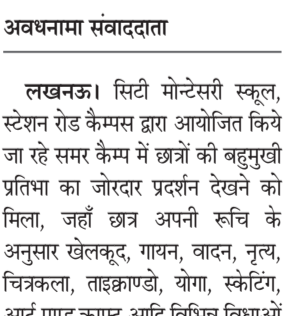 अवधनामा संवाददाता
लखनऊ। सिटी मोन्टेसरी स्कूल,
स्टेशन रोड कैम्पस द्वारा आयोजित किये
जा रहे समर कैम्प में छात्रों की बहुमुखी
प्रतिभा का जोरदार प्रदर्शन देखने को
मिला, जहाँ छात्र अपनी रूचि के
अनुसार खेलकूद, गायन, वादन, नृत्य,
चित्रकला, ताइक्वाण्डो, योगा, स्केटिंग,
आर्ट एण्ड क्राफ्ट आदि विभिन्न विधाओं